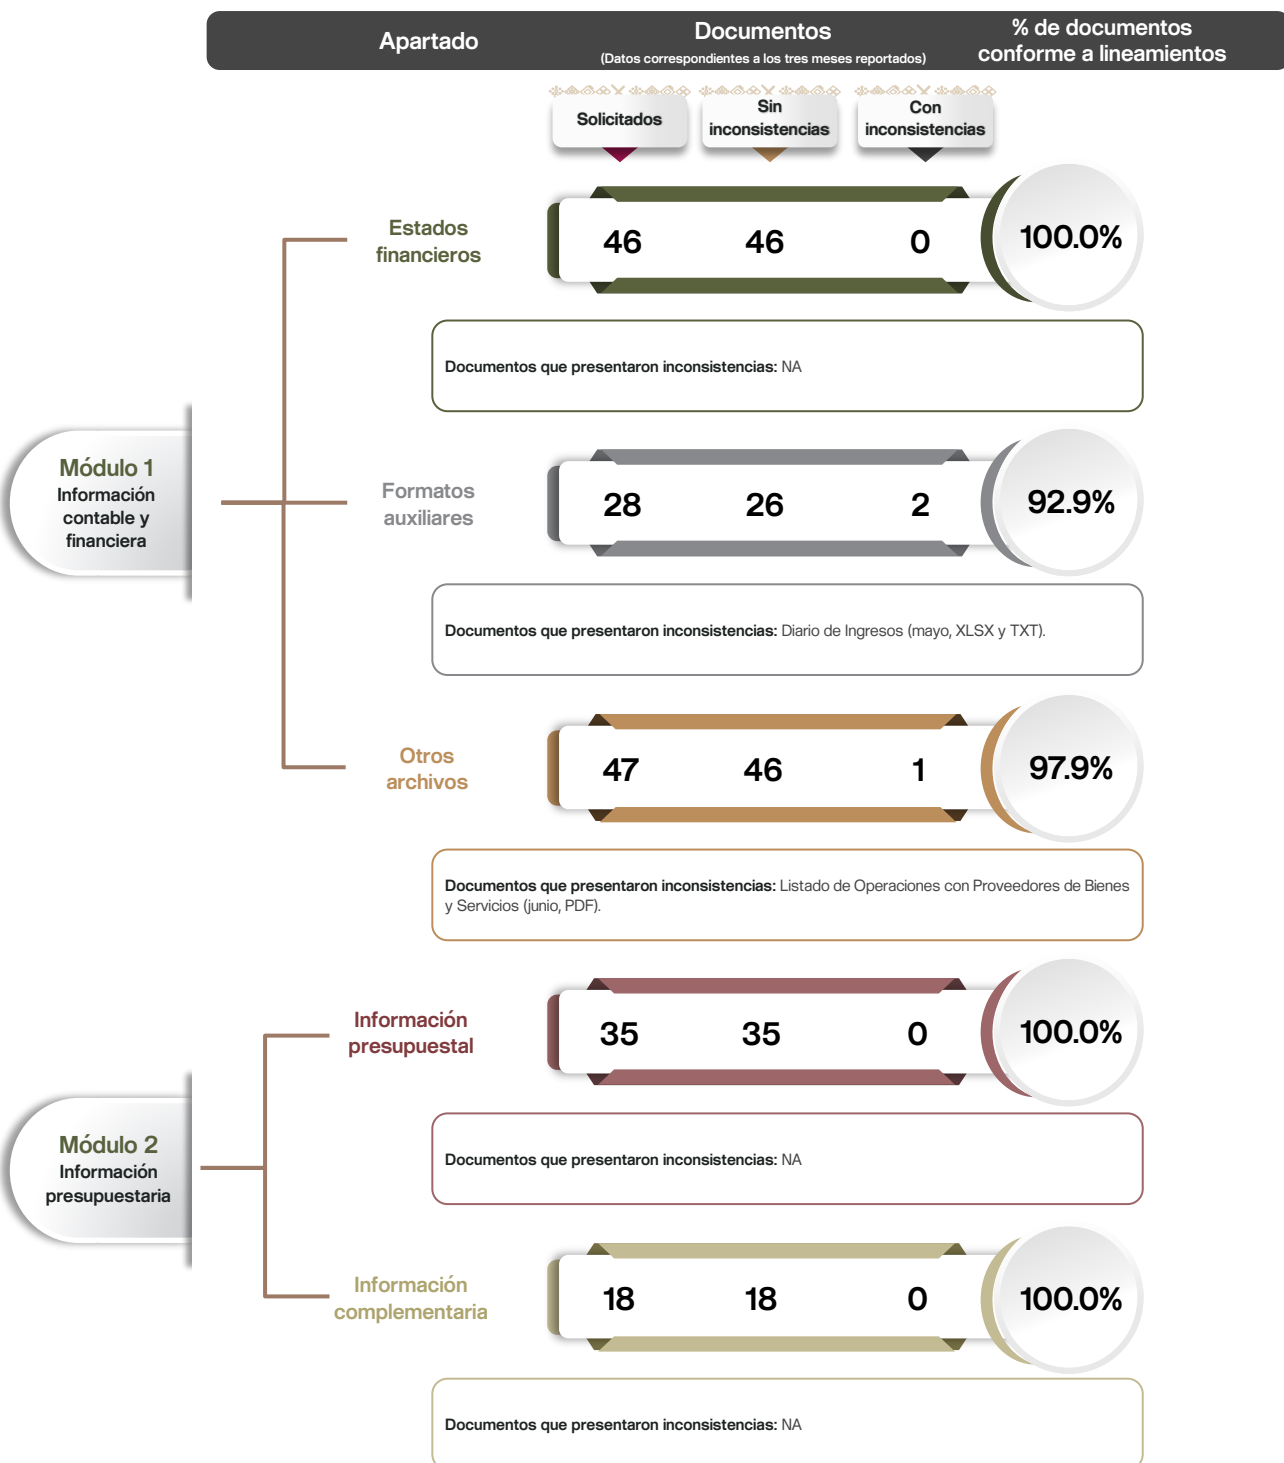 Apartado
Documentos
(Datos correspondientes a los tres meses reportados)
% de documentos
conforme a lineamientos
Solicitados
Sin
inconsistencias
Con
inconsistencias
Módulo 1
Información
contable y
financiera
Estados
financieros
46 46 0 100.0%
Documentos que presentaron inconsistencias: NA
Formatos
auxiliares
28 26 2 92.9%
Documentos que presentaron inconsistencias: Diario de Ingresos (mayo, XLSX y TXT).
Otros
archivos
47 46 1 97.9%
Documentos que presentaron inconsistencias: Listado de Operaciones con Proveedores de Bienes
y Servicios (junio, PDF).
Módulo 2
Información
presupuestaria
Información
presupuestal
35 35 0 100.0%
Documentos que presentaron inconsistencias: NA
Información
complementaria
18 18 0 100.0%
Documentos que presentaron inconsistencias: NA